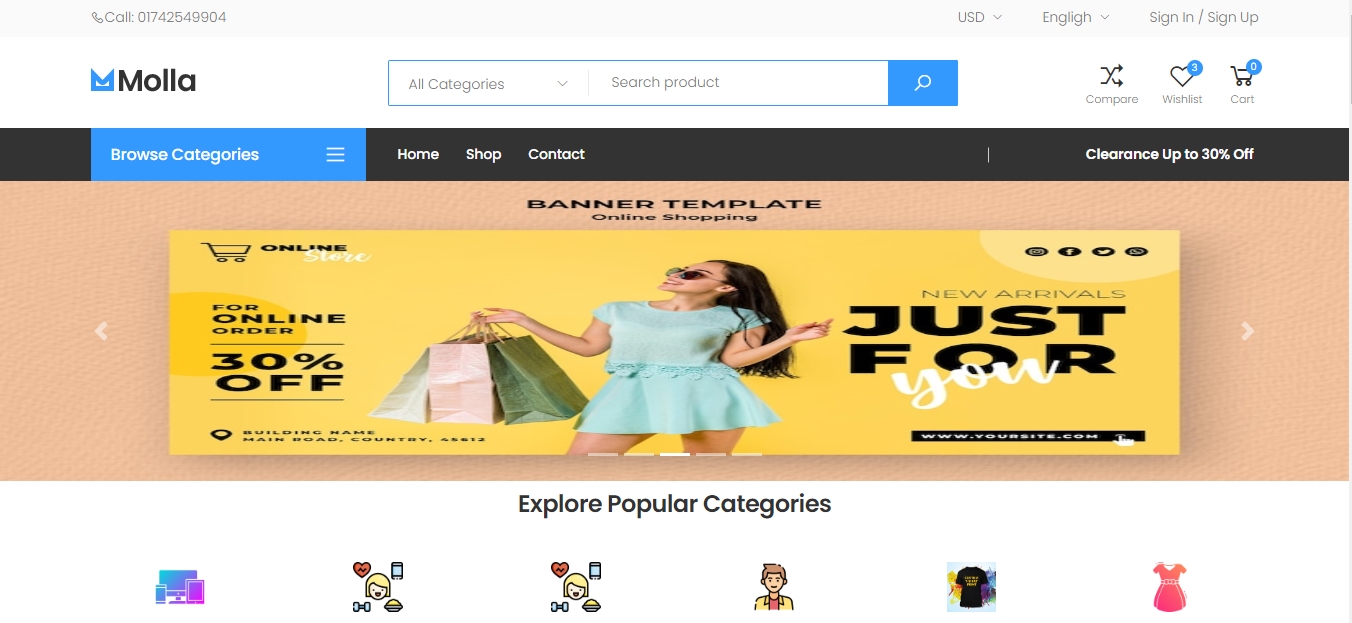 Call: 01742549904
USD
Engligh
Sign In / Sign Up
Molla
All Categories
Search product
3
0
Compare
Wishlist
Cart
Browse Categories
Home
Shop
Contact
Clearance Up to 30% Off
BANNER TEMPLATE
Online Shopping
ONLINE
Store
FOR
ONLINE
ORDER
30%
OFF
BUILDING NAME
MAIN ROAD, COUNTRY, 45612
NEW ARRIVALS
JUST
FOR
you
WWW.YOURSITE.COM
Explore Popular Categories